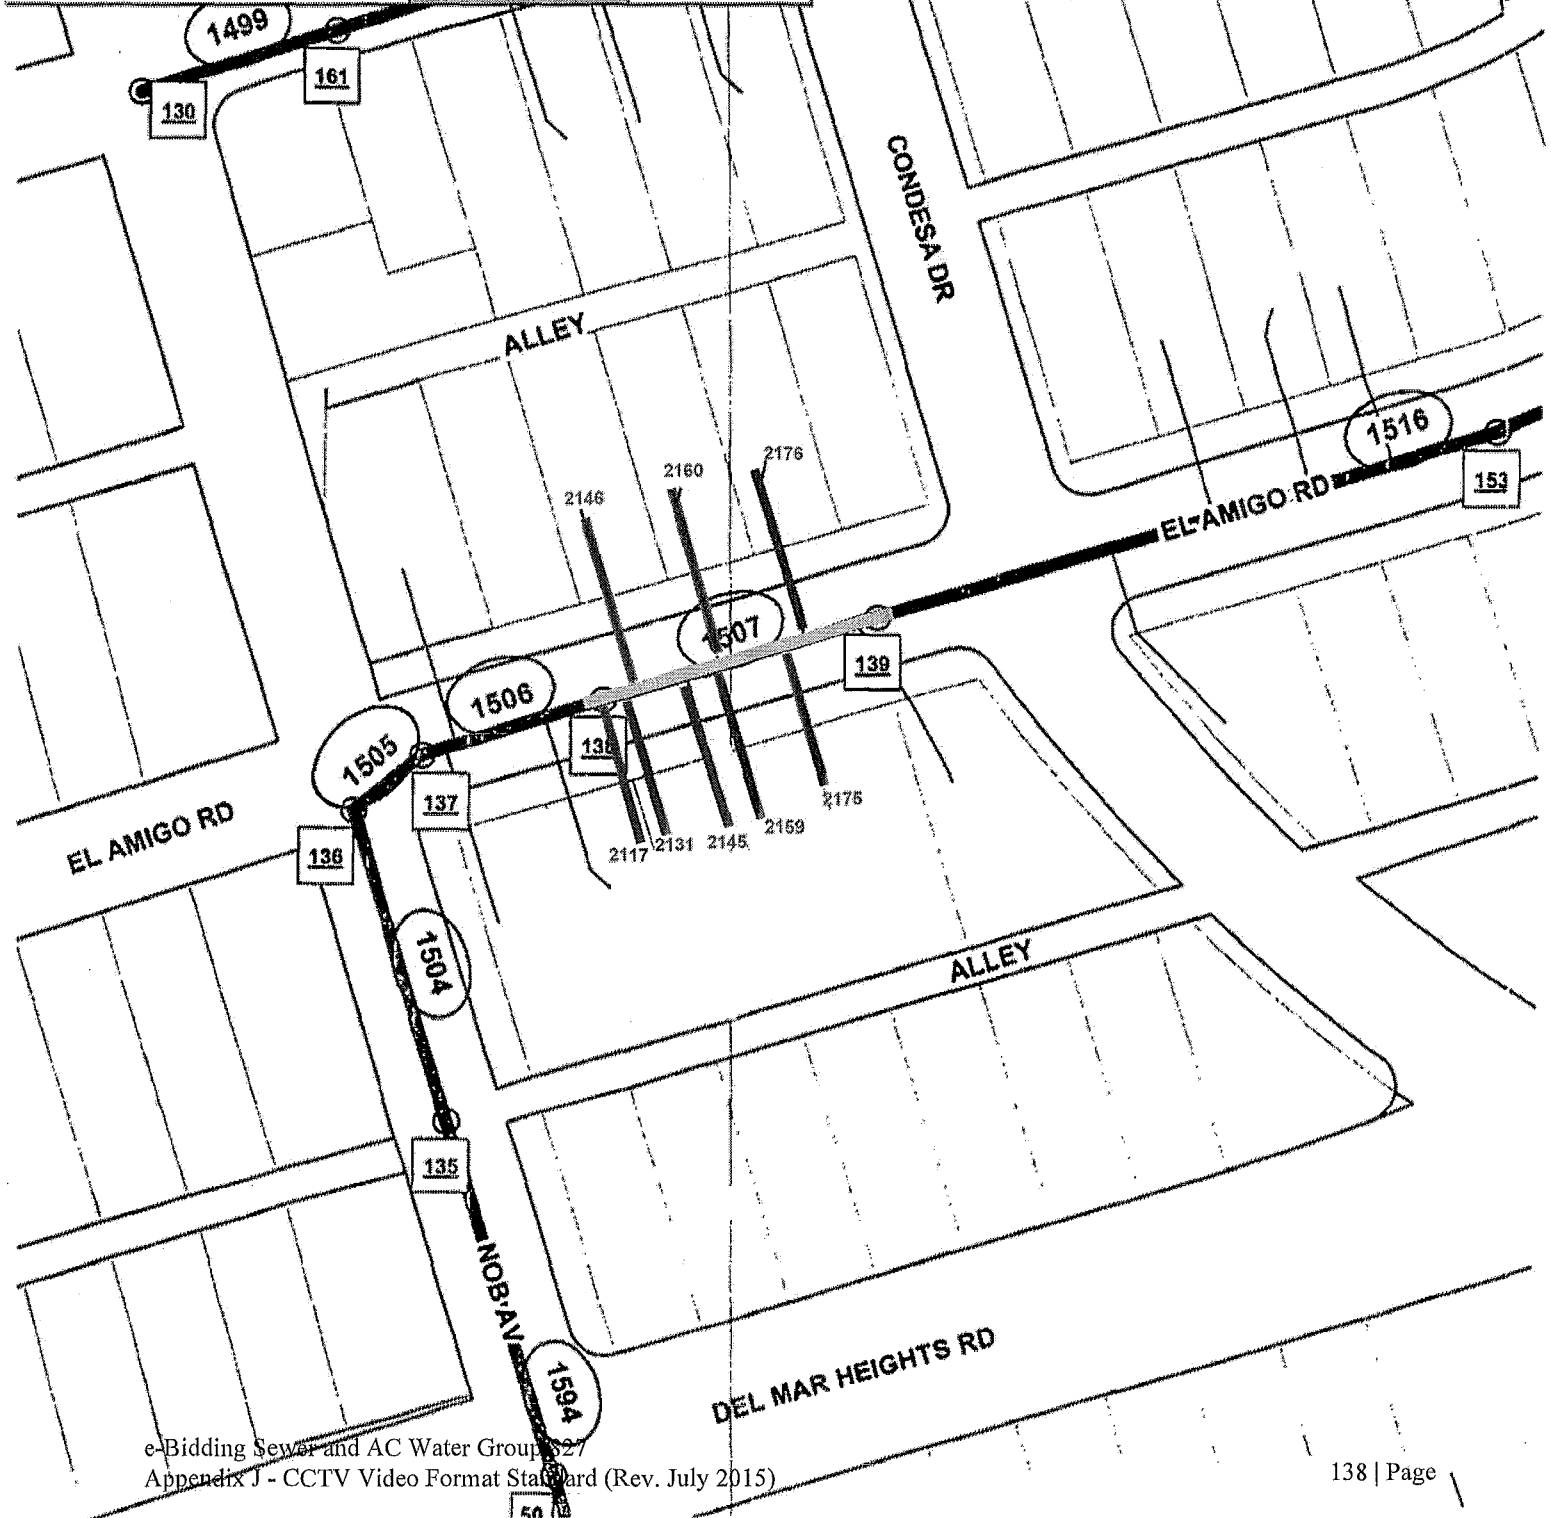 1499
161
130
CONDESA DR
ALLEY
1516
153
EL AMIGO RD
2176
2160
2146
1507
139
1506
138
1505
137
EL AMIGO RD
136
2175
2159
2145
2131
2117
1504
ALLEY
135
NOB AV
1594
DEL MAR HEIGHTS RD
e-Bidding Sewer and AC Water Group 827
Appendix J - CCTV Video Format Standard (Rev. July 2015)
138 | Page
50